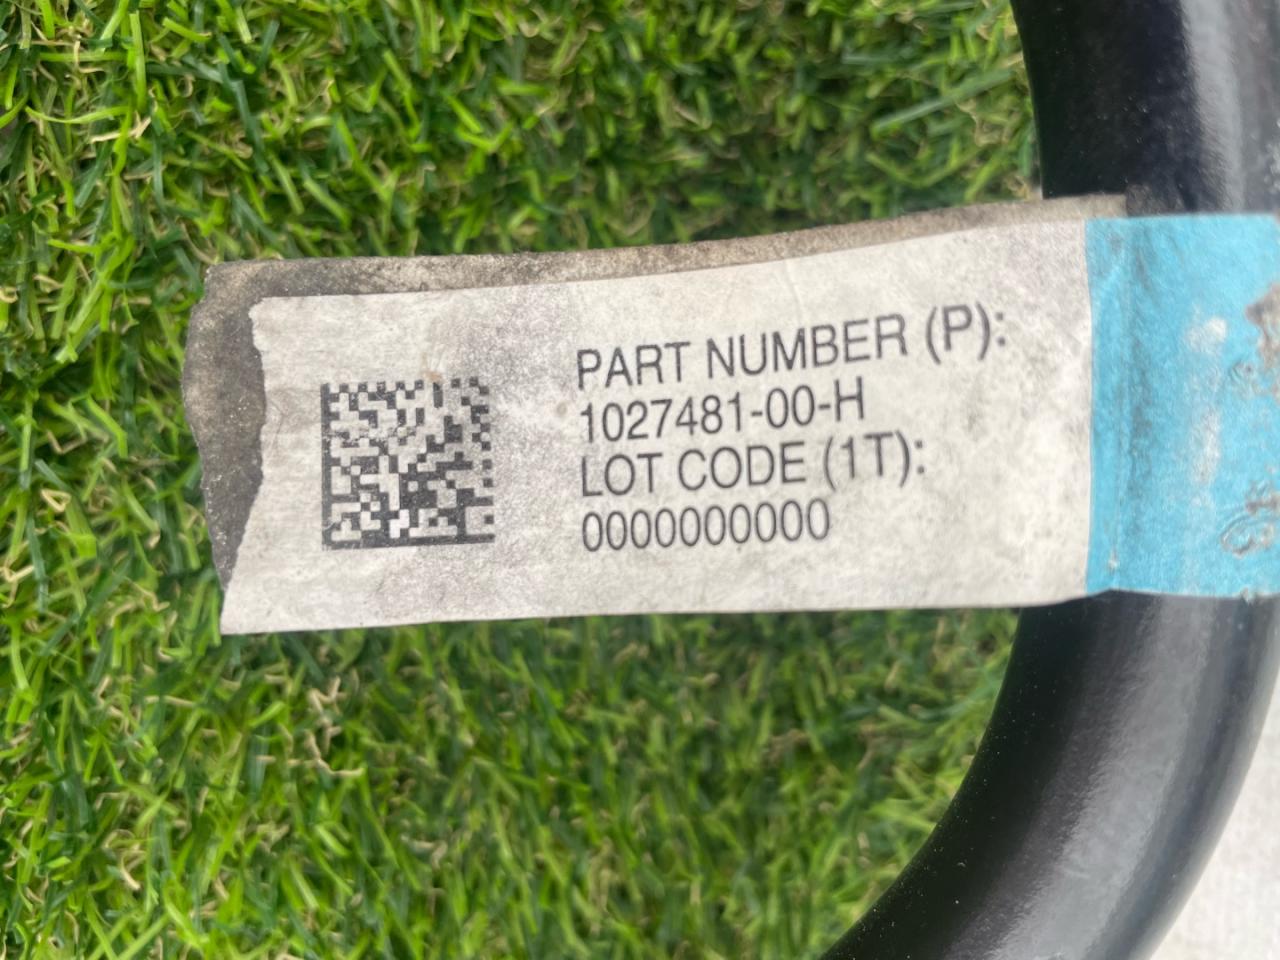 PART NUMBER (P):
1027481-00-H
LOT CODE (1T):
0000000000